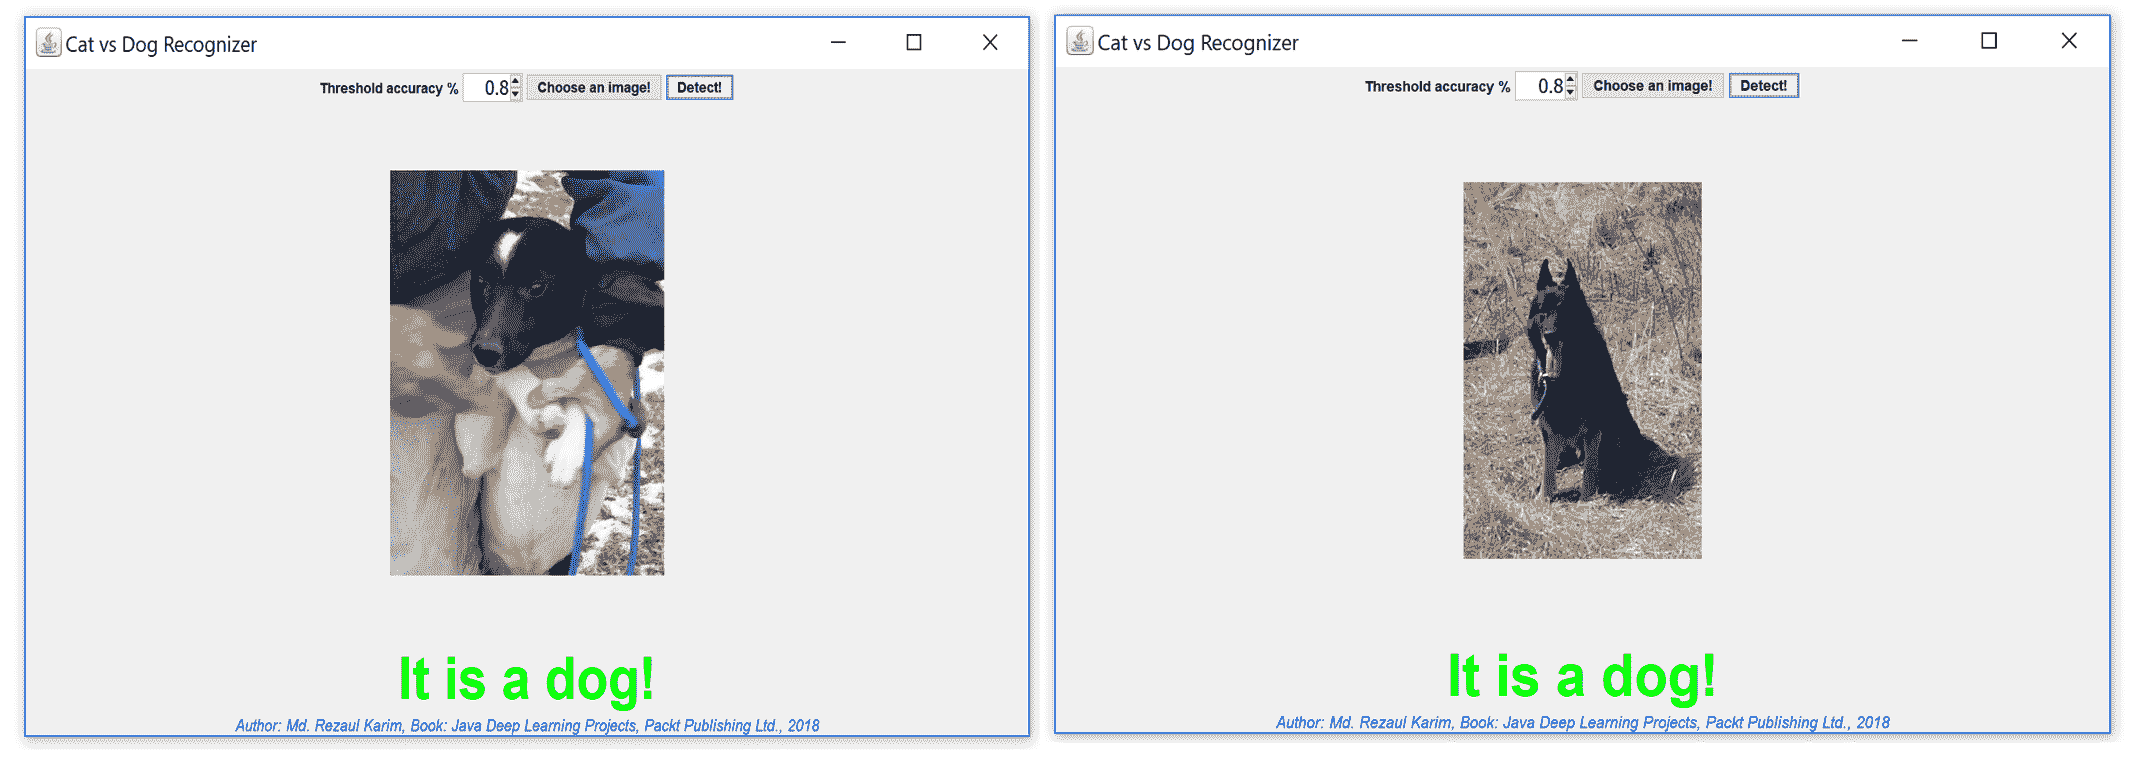 Cat vs Dog Recognizer
Threshold accuracy % 0.8 Choose an image! Detect!
It is a dog!
Author: Md. Rezaul Karim, Book: Java Deep Learning Projects, Packt Publishing Ltd., 2018
Cat vs Dog Recognizer
Threshold accuracy % 0.8 Choose an image! Detect!
It is a dog!
Author: Md. Rezaul Karim, Book: Java Deep Learning Projects, Packt Publishing Ltd., 2018